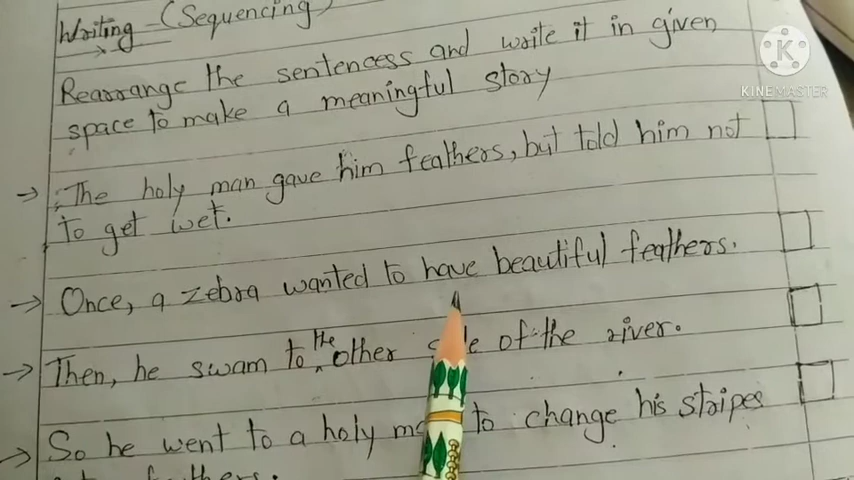 Writing - (Sequencing)
Rearrange the sentencess and write it in given
space to make a meaningful story
→ The holy man gave him feathers, but told him not
to get wet.
→ Once, a zebra wanted to have beautiful feathers.
→ Then, he swam to the other of the river.
→ So he went to a holy to change his stripes
feathers.
K
KINEMASTER